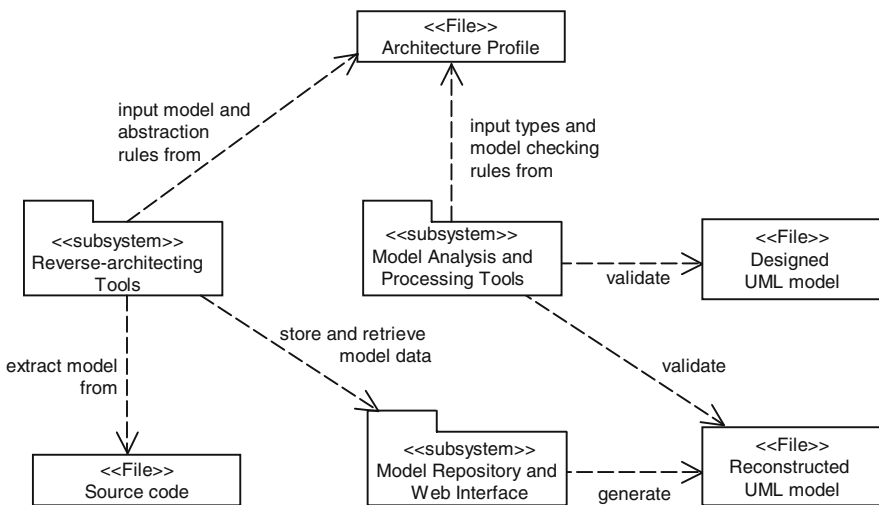 <<File>>
Architecture Profile
input model and
abstraction
rules from
input types and
model checking
rules from
<<subsystem>>
Reverse-architecting
Tools
<<subsystem>>
Model Analysis and
Processing Tools
<<File>>
Designed
UML model
validate
store and retrieve
model data
extract model
from
validate
<<File>>
Source code
<<subsystem>>
Model Repository and
Web Interface
generate
<<File>>
Reconstructed
UML model